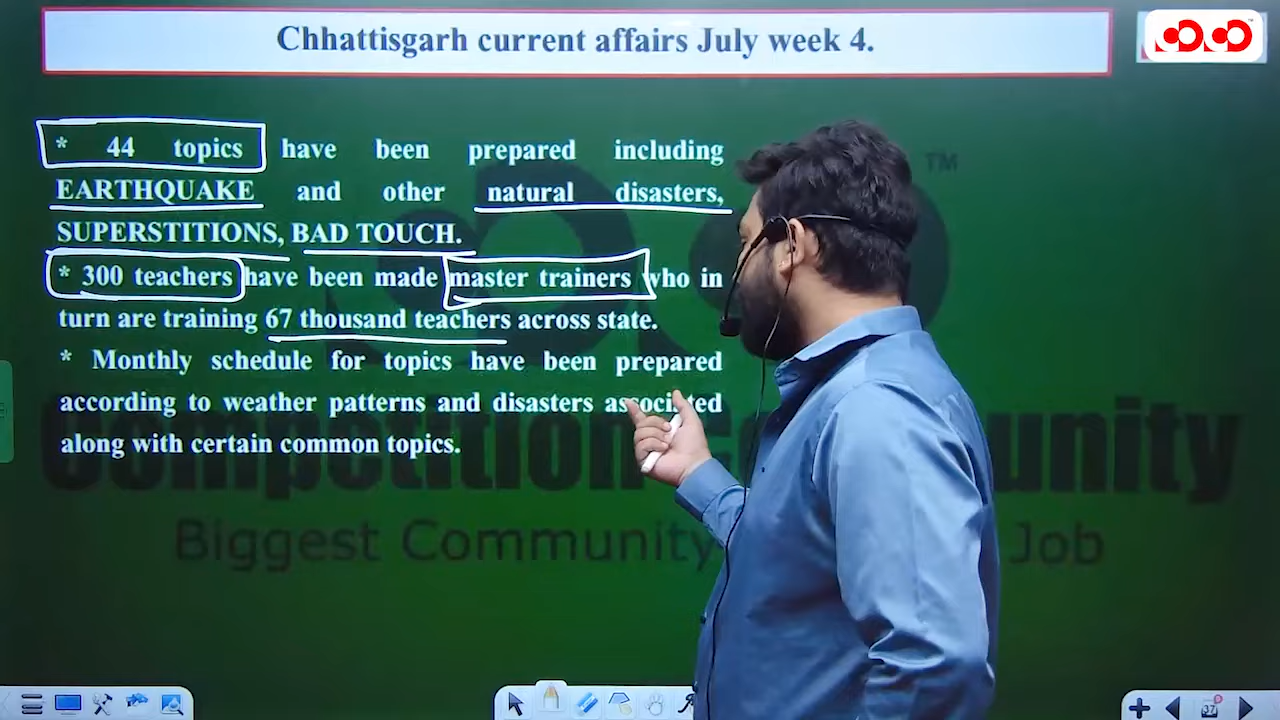 Chhattisgarh current affairs July week 4.
* 44 topics have been prepared including
EARTHQUAKE and other natural disasters,
SUPERSTITIONS, BAD TOUCH.
* 300 teachers have been made master trainers who in
turn are training 67 thousand teachers across state.
* Monthly schedule for topics have been prepared
according to weather patterns and disasters associated
along with certain common topics.
TM
Biggest Community
Job
37